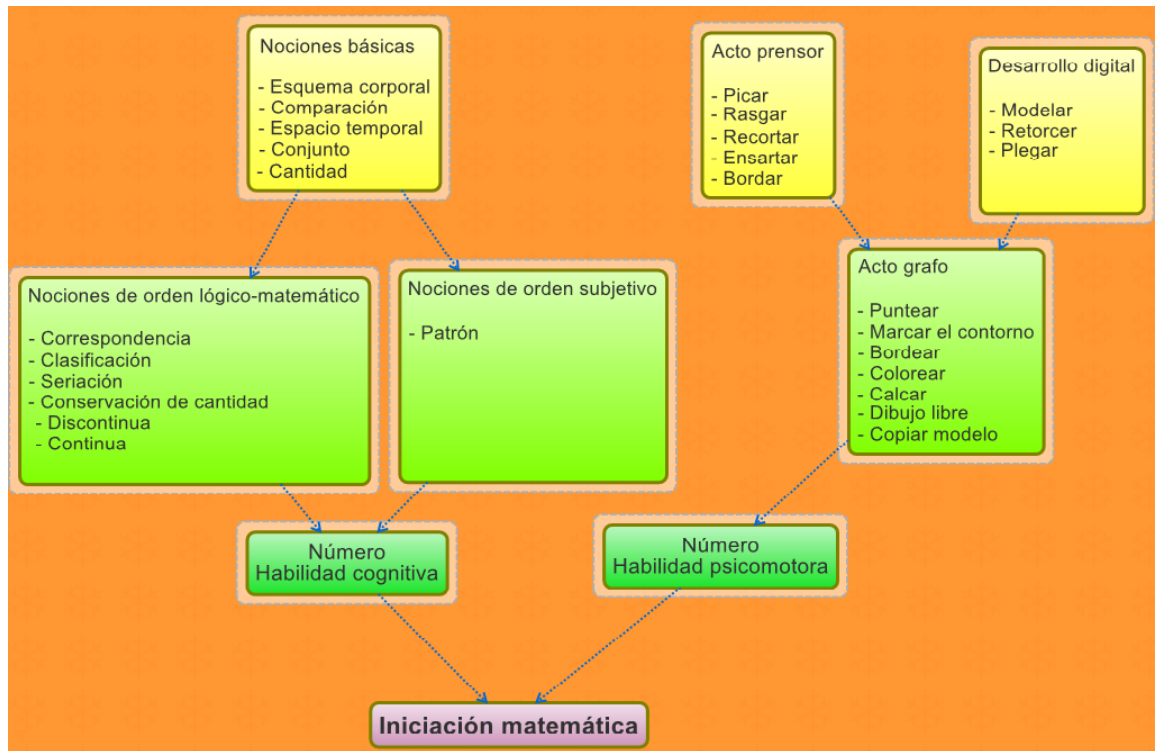 Nociones básicas
- Esquema corporal
- Comparación
- Espacio temporal
- Conjunto
- Cantidad
Acto prensor
- Picar
- Rasgar
- Recortar
- Ensartar
- Bordar
Desarrollo digital
- Modelar
- Retorcer
- Plegar
Nociones de orden lógico-matemático
- Correspondencia
- Clasificación
- Seriación
- Conservación de cantidad
- Discontinua
- Continua
Nociones de orden subjetivo
- Patrón
Acto grafo
- Puntear
- Marcar el contorno
- Bordear
- Colorear
- Calcar
- Dibujo libre
- Copiar modelo
Número
Habilidad cognitiva
Número
Habilidad psicomotora
Iniciación matemática